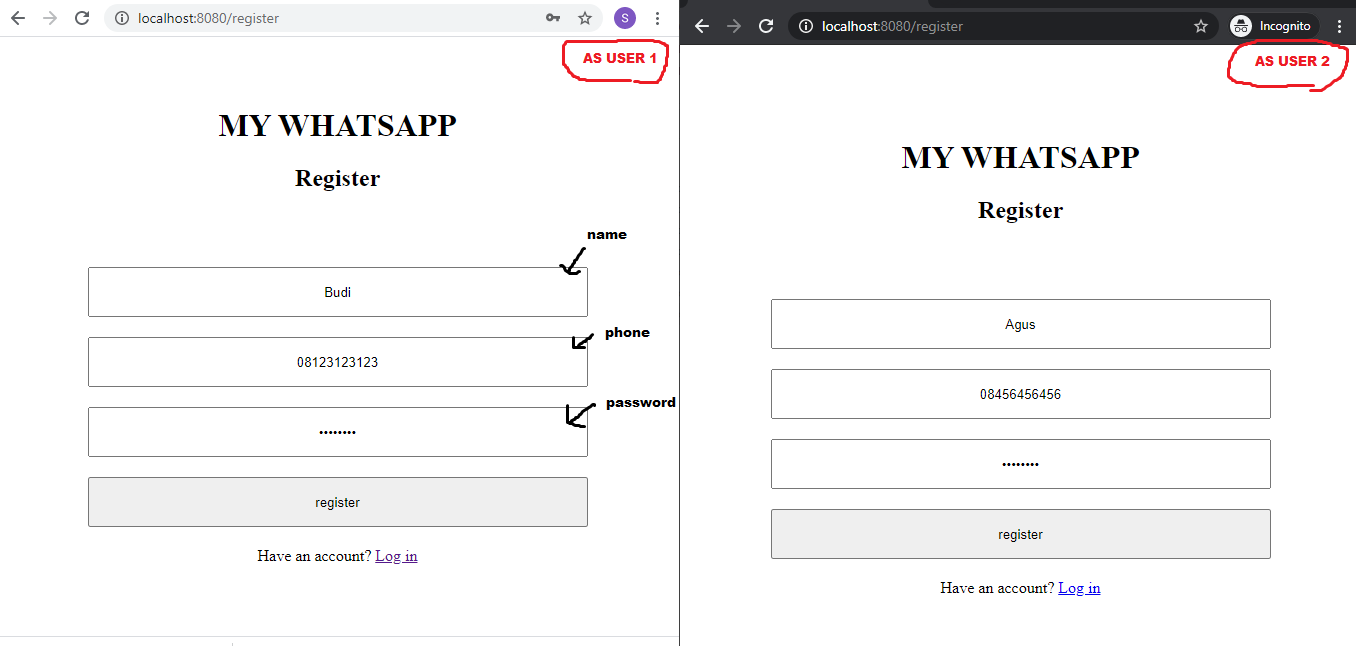 localhost:8080/register
S
AS USER 1
MY WHATSAPP
Register
name
Budi
phone
08123123123
password
••••••••
register
Have an account? Log in
localhost:8080/register
Incognito
AS USER 2
MY WHATSAPP
Register
Agus
08456456456
••••••••
register
Have an account? Log in